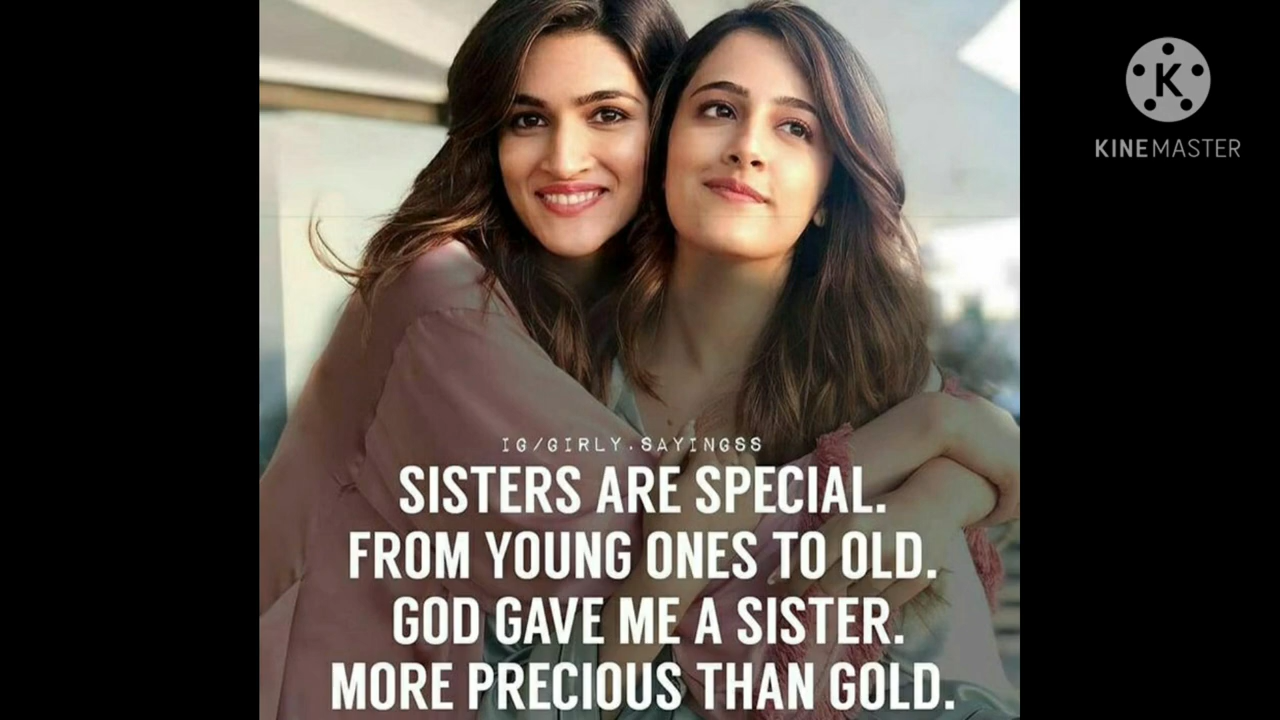 K
KINEMASTER
IG/GIRLY.SAYINGSS
SISTERS ARE SPECIAL.
FROM YOUNG ONES TO OLD.
GOD GAVE ME A SISTER.
MORE PRECIOUS THAN GOLD.